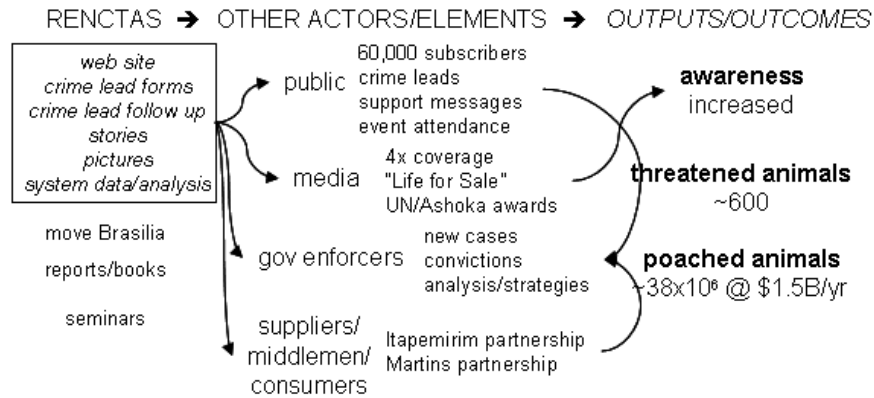 RENCTAS → OTHER ACTORS/ELEMENTS → OUTPUTS/OUTCOMES
web site
crime lead forms
crime lead follow up
stories
pictures
system data/analysis
move Brasilia
reports/books
seminars
public
60,000 subscribers
crime leads
support messages
event attendance
media
4x coverage
"Life for Sale"
UN/Ashoka awards
gov enforcers
new cases
convictions
analysis/strategies
suppliers/
middlemen/
consumers
Itapemirim partnership
Martins partnership
awareness
increased
threatened animals
~600
poached animals
~38x10⁶ @ $1.5B/yr